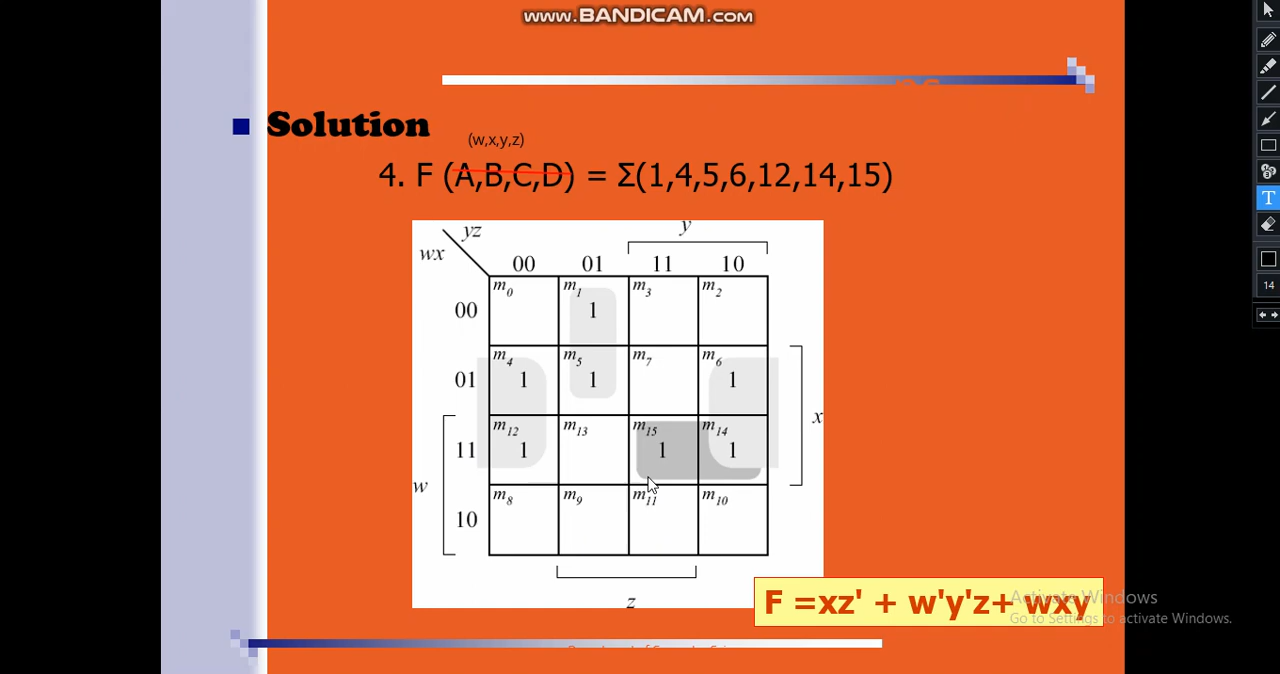 www.BANDICAM.com
Solution
(w,x,y,z)
4. F (A,B,C,D) = Σ(1,4,5,6,12,14,15)
y
yz
wx
00 01 11 10
m0 m1 m3 m2
00 1
m4 m5 m7 m6
01 1 1 1
x
m12 m13 m15 m14
11 1 1 1
w
m8 m9 m11 m10
10
z
F =xz' + w'y'z+ wxy
Activate Windows
Go to Settings to activate Windows.
T
14